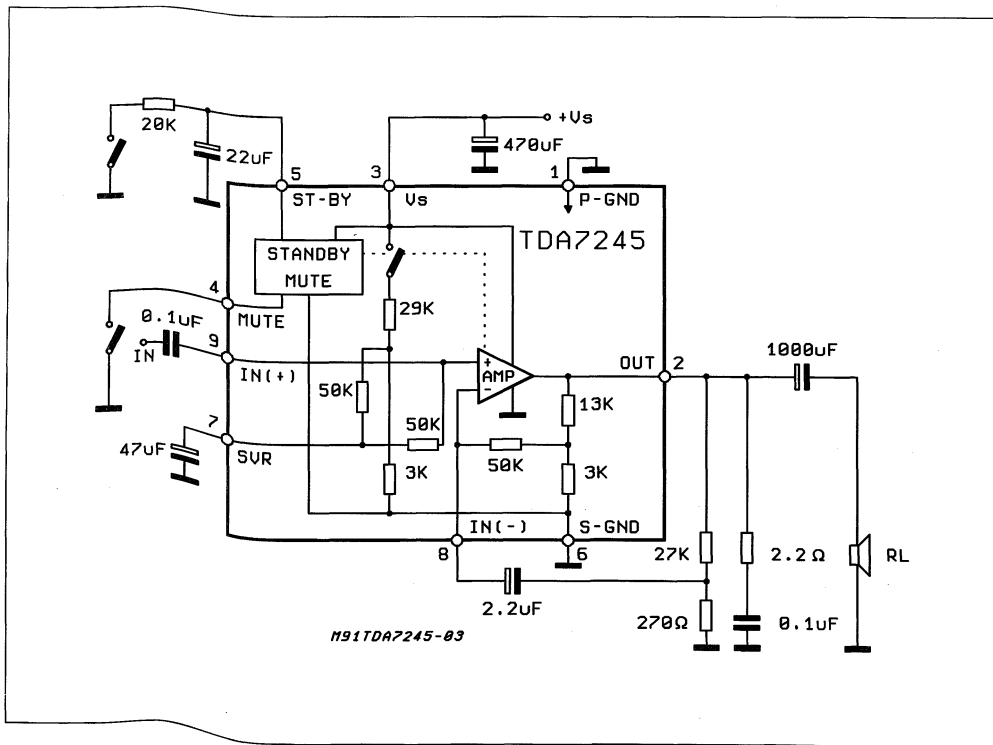 20K
22uF
+Vs
470uF
5
3
1
ST-BY
Vs
P-GND
TDA7245
STANDBY
MUTE
4
MUTE
29K
0.1uF
9
IN
IN(+)
50K
+
AMP
-
OUT
2
1000uF
13K
7
50K
47uF
SVR
50K
3K
3K
IN(-)
S-GND
8
6
27K
2.2Ω
RL
2.2uF
270Ω
0.1uF
M91TDA7245-03